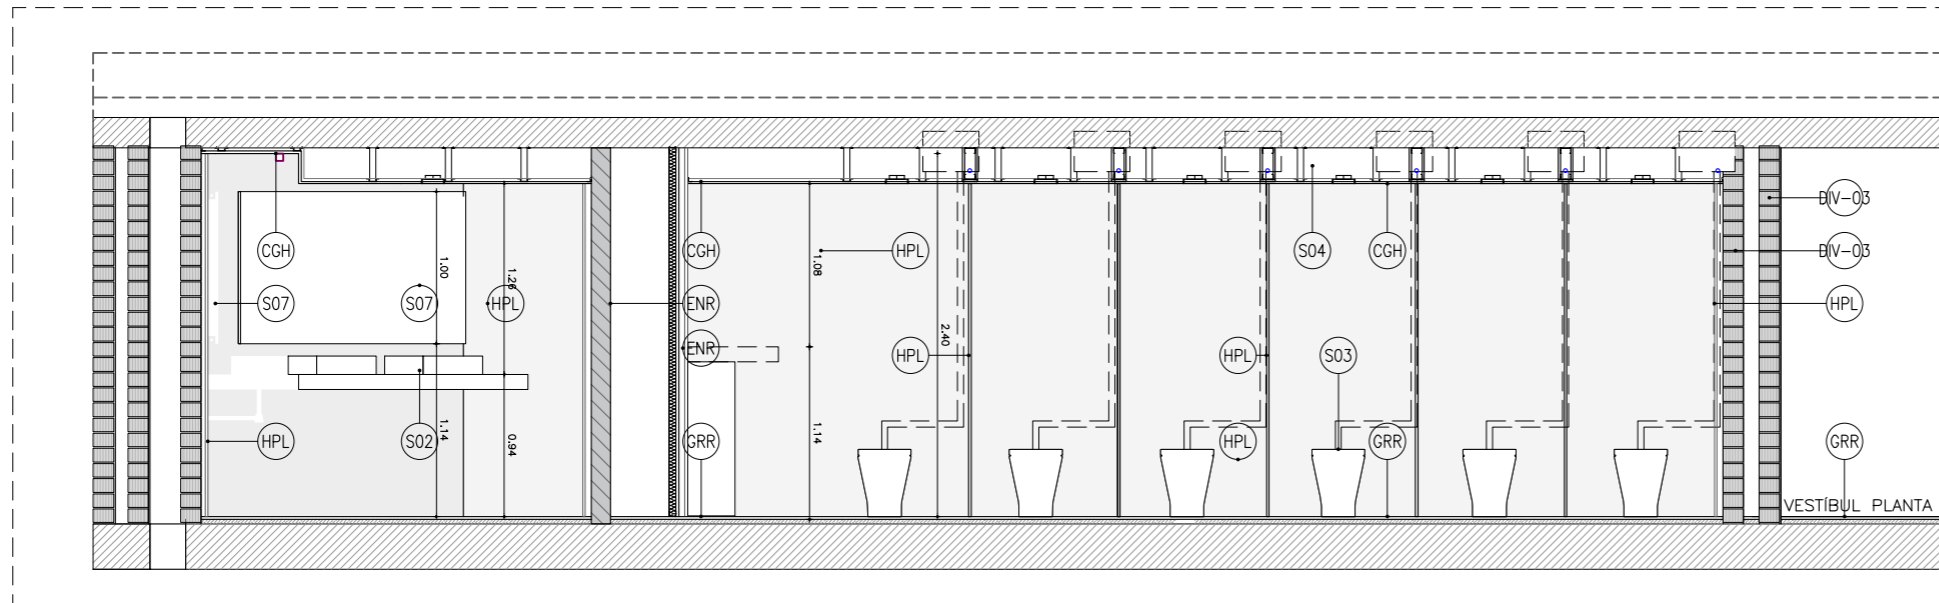 DIV-03
CGH
CGH
HPL
S04
CGH
DIV-03
1.00
1.26
1.08
S07
S07
HPL
ENR
HPL
2.40
ENR
HPL
HPL
S03
HPL
S02
1.14
0.94
GRR
1.14
HPL
GRR
GRR
VESTÍBUL PLANTA